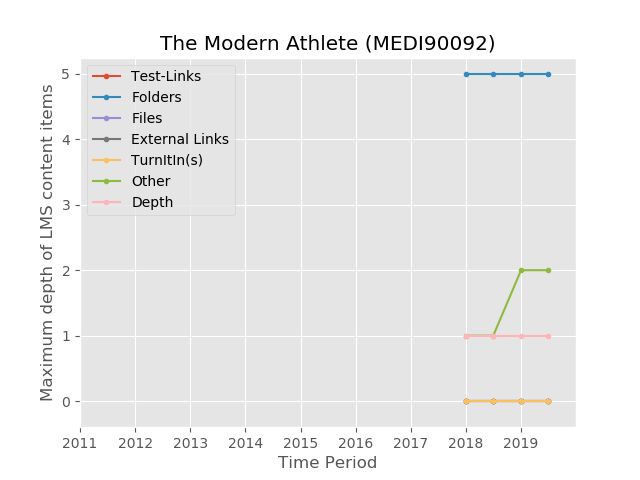 The Modern Athlete (MEDI90092)
Test-Links
Folders
Files
External Links
TurnItIn(s)
Other
Depth
Maximum depth of LMS content items
5
4
3
2
1
0
2011 2012 2013 2014 2015 2016 2017 2018 2019
Time Period